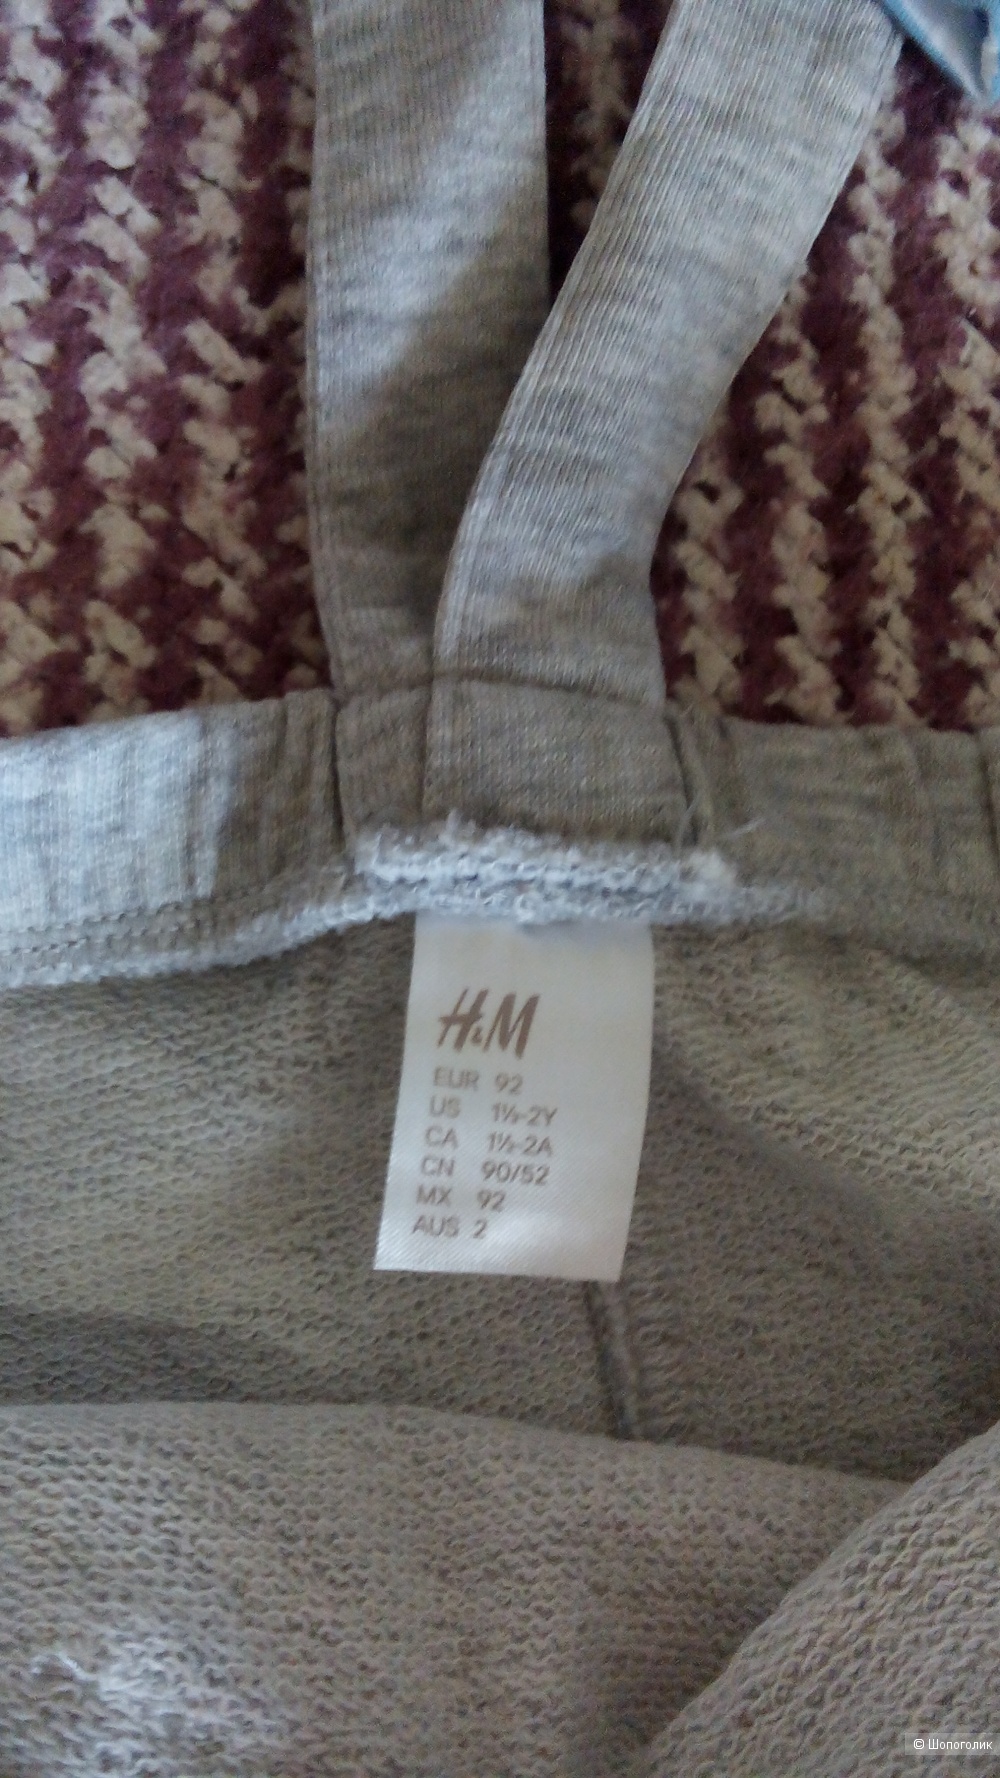 H&M
EUR 92
US 1½-2Y
CA 1½-2A
CN 90/52
MX 92
AUS 2
© Шопоголик